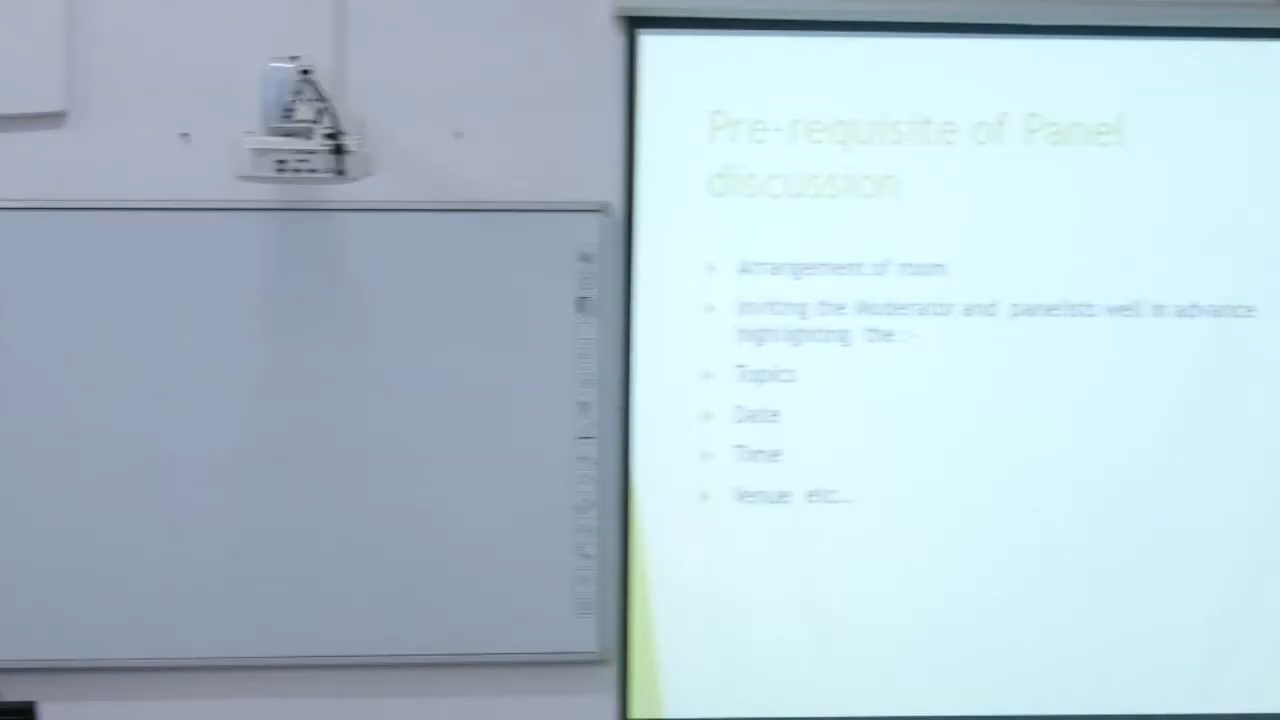 Pre-requisite of Panel
discussion
Arrangement of room
Inviting the Moderator and panelists well in advance
highlighting the :-
Topics
Date
Time
Venue etc...